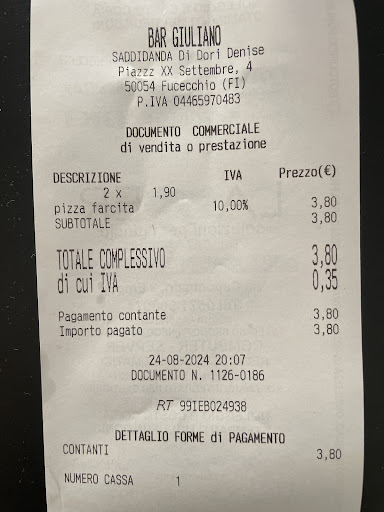 BAR GIULIANO
SADDIDANDA Di Dori Denise
Piazzz XX Settembre, 4
50054 Fucecchio (FI)
P.IVA 04465970483
DOCUMENTO COMMERCIALE
di vendita o prestazione
DESCRIZIONE IVA Prezzo(€)
2 x 1,90
pizza farcita 10,00% 3,80
SUBTOTALE 3,80
TOTALE COMPLESSIVO 3,80
di cui IVA 0,35
Pagamento contante 3,80
Importo pagato 3,80
24-08-2024 20:07
DOCUMENTO N. 1126-0186
RT 99IEB024938
DETTAGLIO FORME di PAGAMENTO
CONTANTI 3,80
NUMERO CASSA 1